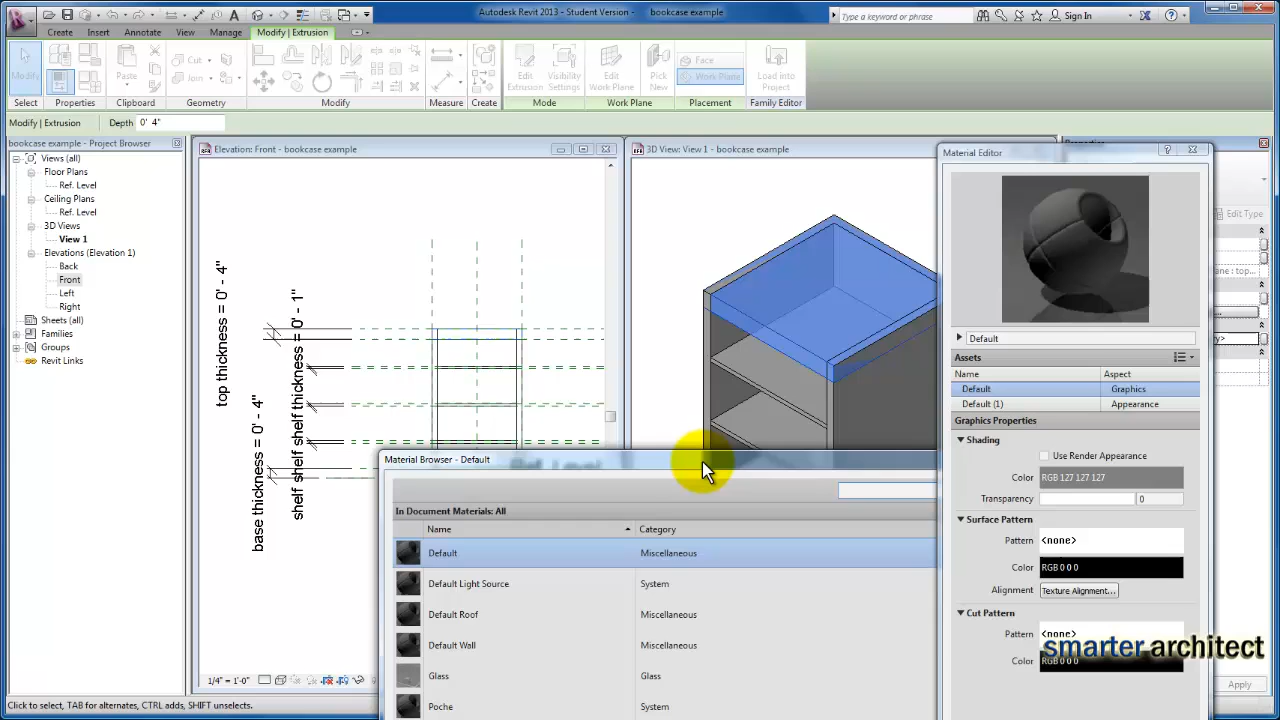 Autodesk Revit 2013 - Student Version - bookcase example
Type a keyword or phrase
Sign In
Create Insert Annotate View Manage Modify | Extrusion
Modify
Paste
Cut
Join
Edit Extrusion
Visibility Settings
Edit Work Plane
Pick New
Face
Work Plane
Load into Project
Select Properties Clipboard Geometry Modify Measure Create Mode Work Plane Placement Family Editor
Modify | Extrusion Depth 0' 4"
bookcase example - Project Browser
Views (all)
Floor Plans
Ref. Level
Ceiling Plans
Ref. Level
3D Views
View 1
Elevations (Elevation 1)
Back
Front
Left
Right
Sheets (all)
Families
Groups
Revit Links
Elevation: Front - bookcase example
top thickness = 0' - 4"
shelf shelf thickness = 0' - 1"
base thickness = 0' - 4"
1/4" = 1'-0"
3D View: View 1 - bookcase example
Properties
Edit Type
Material Editor
Default
Assets
Name Aspect
Default Graphics
Default (1) Appearance
Graphics Properties
Shading
Use Render Appearance
Color RGB 127 127 127
Transparency 0
Surface Pattern
Pattern <none>
Color RGB 0 0 0
Alignment Texture Alignment...
Cut Pattern
Pattern <none>
Color RGB 0 0 0
Apply
smarter architect
Material Browser - Default
In Document Materials: All
Name Category
Default Miscellaneous
Default Light Source System
Default Roof Miscellaneous
Default Wall Miscellaneous
Glass Glass
Poche System
Click to select, TAB for alternates, CTRL adds, SHIFT unselects.